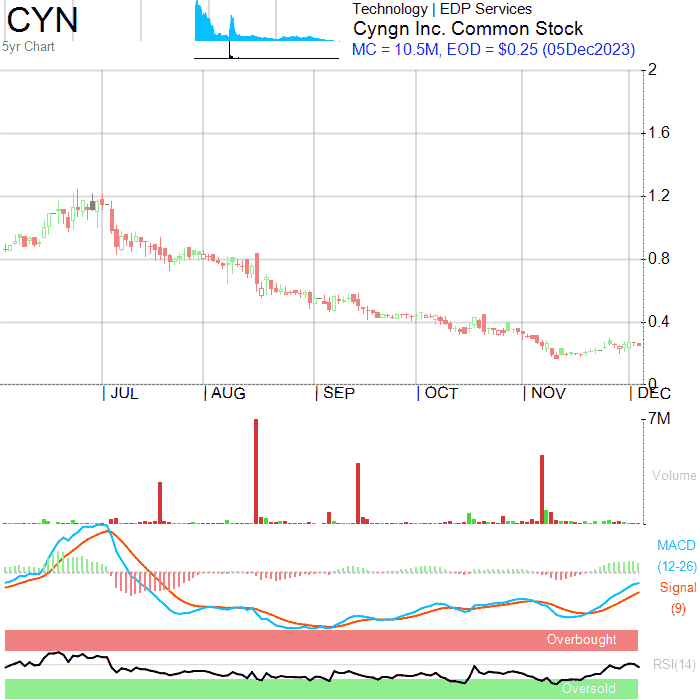 CYN
5yr Chart
Technology | EDP Services
Cyngn Inc. Common Stock
MC = 10.5M, EOD = $0.25 (05Dec2023)
2
1.6
1.2
0.8
0.4
0
JUL AUG SEP OCT NOV DEC
7M
Volume
MACD
(12-26)
Signal
(9)
Overbought
RSI(14)
Oversold